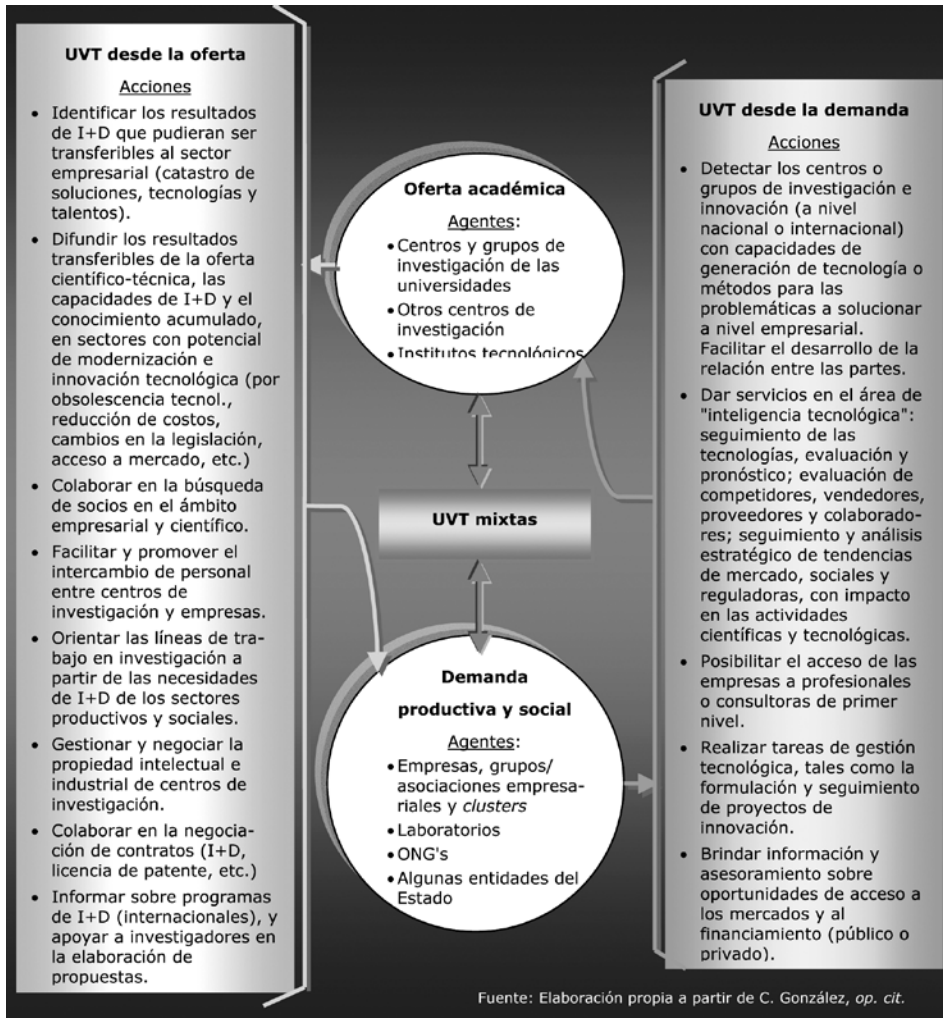 UVT desde la oferta
Acciones
• Identificar los resultados
de I+D que pudieran ser
transferibles al sector
empresarial (catastro de
soluciones, tecnologías y
talentos).
• Difundir los resultados
transferibles de la oferta
científico-técnica, las
capacidades de I+D y el
conocimiento acumulado,
en sectores con potencial
de modernización e
innovación tecnológica (por
obsolescencia tecnol.,
reducción de costos,
cambios en la legislación,
acceso a mercado, etc.)
• Colaborar en la búsqueda
de socios en el ámbito
empresarial y científico.
• Facilitar y promover el
intercambio de personal
entre centros de
investigación y empresas.
• Orientar las líneas de tra-
bajo en investigación a
partir de las necesidades
de I+D de los sectores
productivos y sociales.
• Gestionar y negociar la
propiedad intelectual e
industrial de centros de
investigación.
• Colaborar en la negocia-
ción de contratos (I+D,
licencia de patente, etc.)
• Informar sobre programas
de I+D (internacionales), y
apoyar a investigadores en
la elaboración de
propuestas.
Oferta académica
Agentes:
• Centros y grupos de
investigación de las
universidades
• Otros centros de
investigación
• Institutos tecnológicos
UVT mixtas
Demanda
productiva y social
Agentes:
• Empresas, grupos/
asociaciones empresa-
riales y clusters
• Laboratorios
• ONG's
• Algunas entidades del
Estado
UVT desde la demanda
Acciones
• Detectar los centros o
grupos de investigación e
innovación (a nivel
nacional o internacional)
con capacidades de
generación de tecnología o
métodos para las
problemáticas a solucionar
a nivel empresarial.
Facilitar el desarrollo de la
relación entre las partes.
• Dar servicios en el área de
"inteligencia tecnológica":
seguimiento de las
tecnologías, evaluación y
pronóstico; evaluación de
competidores, vendedores,
proveedores y colaborado-
res; seguimiento y análisis
estratégico de tendencias
de mercado, sociales y
reguladoras, con impacto
en las actividades
científicas y tecnológicas.
• Posibilitar el acceso de las
empresas a profesionales
o consultoras de primer
nivel.
• Realizar tareas de gestión
tecnológica, tales como la
formulación y seguimiento
de proyectos de
innovación.
• Brindar información y
asesoramiento sobre
oportunidades de acceso a
los mercados y al
financiamiento (público o
privado).
Fuente: Elaboración propia a partir de C. González, op. cit.